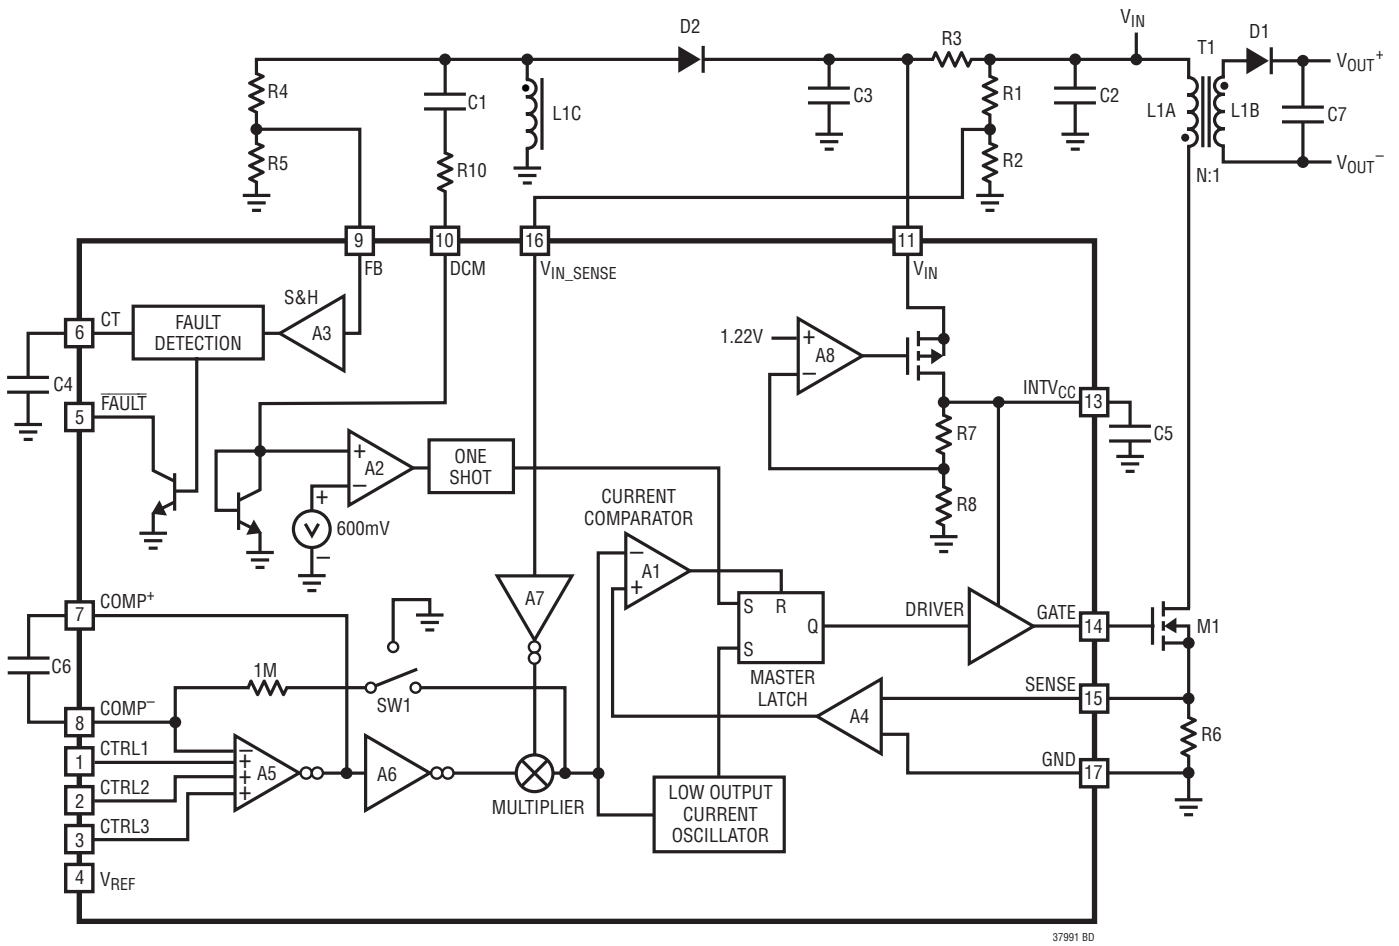 D2
R3
VIN
T1
D1
VOUT+
R4
C1
L1C
C3
R1
C2
L1A
L1B
C7
R5
R10
R2
N:1
VOUT–
9
10
16
11
FB
DCM
VIN_SENSE
VIN
S&H
6
CT
FAULT
DETECTION
A3
1.22V
+
–
A8
C4
5
FAULT
INTVCC
13
R7
C5
+
–
A2
ONE
SHOT
+
–
V
600mV
R8
CURRENT
COMPARATOR
–
+
A1
7
COMP+
A7
S
R
Q
S
DRIVER
GATE
14
M1
C6
1M
SW1
MASTER
LATCH
SENSE
15
8
COMP–
A4
R6
1
CTRL1
–
+
+
+
A5
A6
GND
17
2
CTRL2
MULTIPLIER
LOW OUTPUT
CURRENT
OSCILLATOR
3
CTRL3
4
VREF
37991 BD